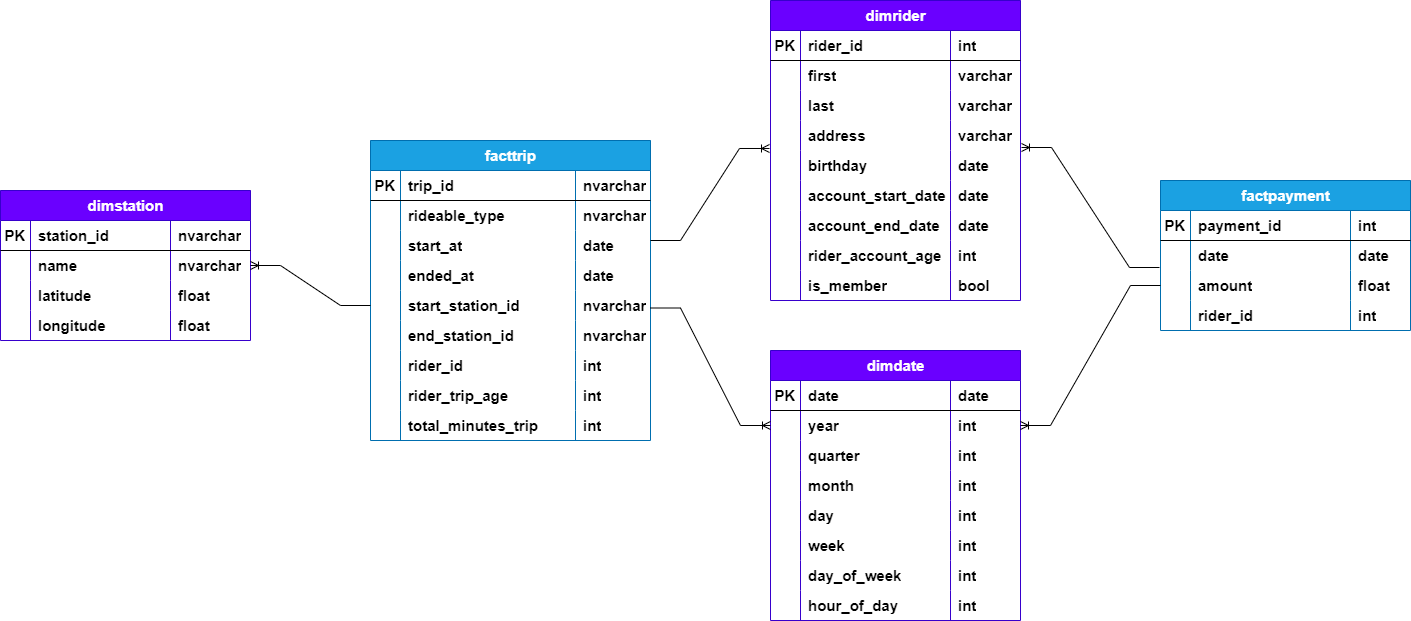 dimstation
PK station_id nvarchar
name nvarchar
latitude float
longitude float
facttrip
PK trip_id nvarchar
rideable_type nvarchar
start_at date
ended_at date
start_station_id nvarchar
end_station_id nvarchar
rider_id int
rider_trip_age int
total_minutes_trip int
dimrider
PK rider_id int
first varchar
last varchar
address varchar
birthday date
account_start_date date
account_end_date date
rider_account_age int
is_member bool
dimdate
PK date date
year int
quarter int
month int
day int
week int
day_of_week int
hour_of_day int
factpayment
PK payment_id int
date date
amount float
rider_id int